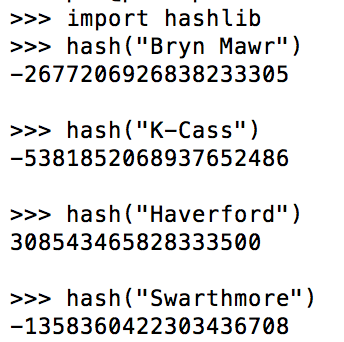 >>> import hashlib
>>> hash("Bryn Mawr")
-2677206926838233305
>>> hash("K-Cass")
-5381852068937652486
>>> hash("Haverford")
308543465828333500
>>> hash("Swarthmore")
-1358360422303436708